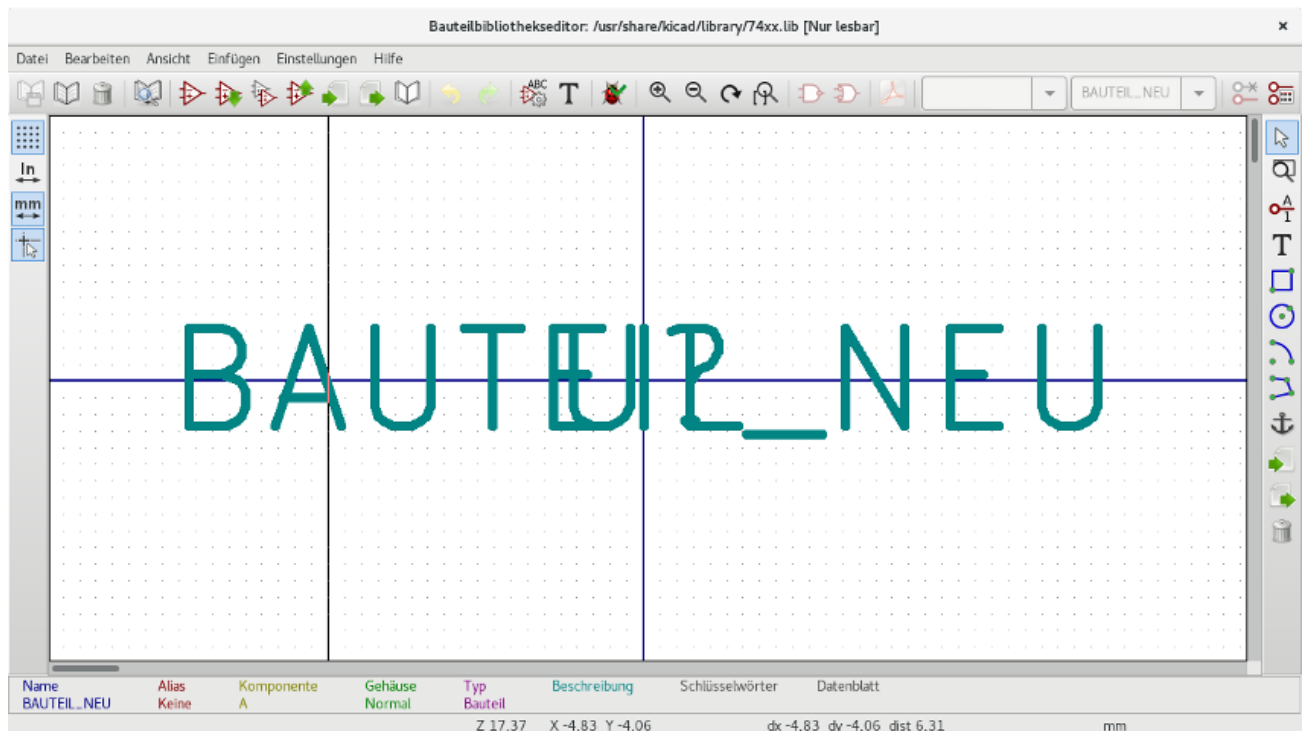 Bauteilbibliothekseditor: /usr/share/kicad/library/74xx.lib [Nur lesbar]
Datei Bearbeiten Ansicht Einfügen Einstellungen Hilfe
ABC T BAUTEIL_NEU
In
mm
A
1
T
BAUTEIL_NEU
U?
Name Alias Komponente Gehäuse Typ Beschreibung Schlüsselwörter Datenblatt
BAUTEIL_NEU Keine A Normal Bauteil
Z 17.37 X -4,83 Y -4,06 dx -4,83 dy -4,06 dist 6,31 mm